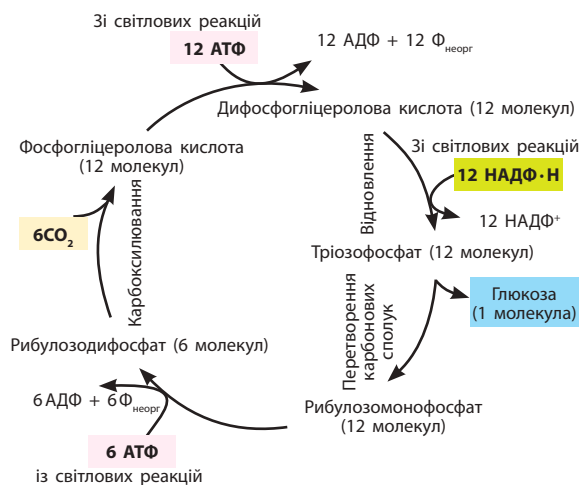 Зі світлових реакцій
12 АТФ
12 АДФ + 12 Фнеорг
Дифосфогліцеролова кислота (12 молекул)
Фосфогліцеролова кислота
(12 молекул)
Відновлення
Зі світлових реакцій
12 НАДФ·Н
12 НАДФ⁺
Тріозофосфат (12 молекул)
Карбоксилювання
6CO₂
Глюкоза
(1 молекула)
Перетворення
карбонових
сполук
Рибулозодифосфат (6 молекул)
6 АДФ + 6 Фнеорг
Рибулозомонофосфат
(12 молекул)
6 АТФ
із світлових реакцій